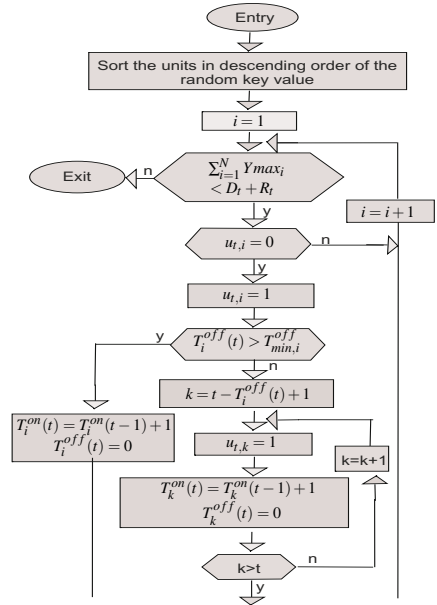 Entry
Sort the units in descending order of the
random key value
i = 1
∑_{i=1}^{N} Ymax_i
< D_t + R_t
n
Exit
y
i = i + 1
u_{t,i} = 0
n
y
u_{t,i} = 1
T_i^{off}(t) > T_{min,i}^{off}
y
n
k = t − T_i^{off}(t) + 1
T_i^{on}(t) = T_i^{on}(t−1) + 1
T_i^{off}(t) = 0
u_{t,k} = 1
k=k+1
T_k^{on}(t) = T_k^{on}(t−1) + 1
T_k^{off}(t) = 0
k>t
n
y